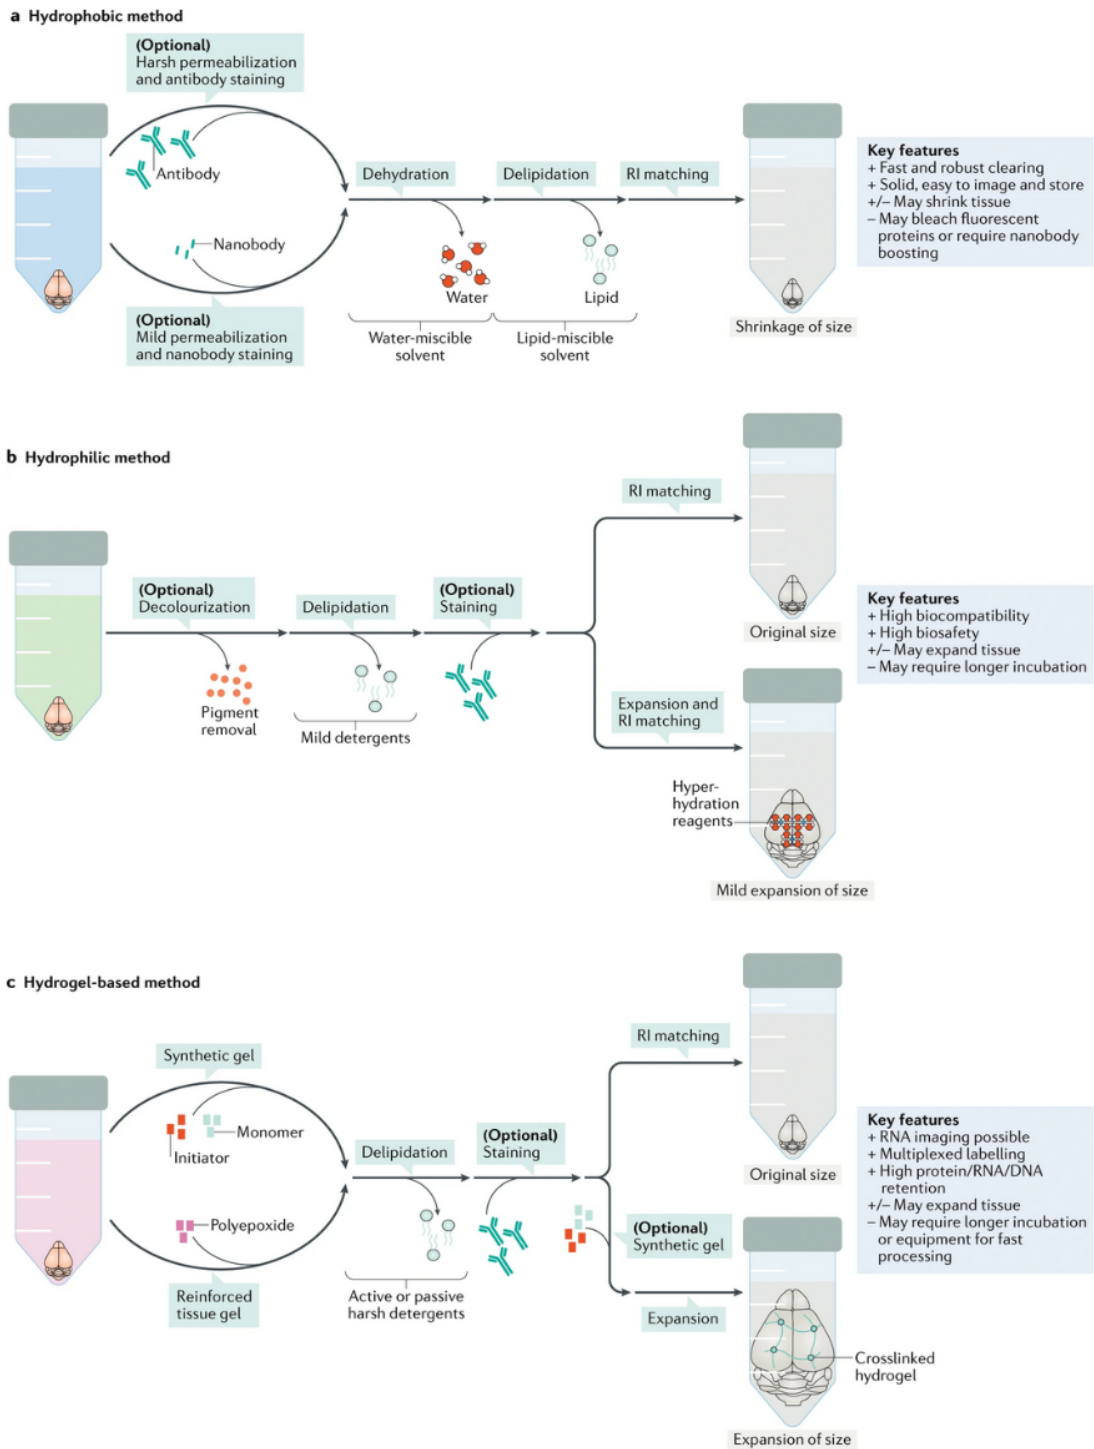 a Hydrophobic method
(Optional)
Harsh permeabilization
and antibody staining
Antibody
Nanobody
(Optional)
Mild permeabilization
and nanobody staining
Dehydration
Delipidation
RI matching
Water
Lipid
Water-miscible
solvent
Lipid-miscible
solvent
Shrinkage of size
Key features
+ Fast and robust clearing
+ Solid, easy to image and store
+/– May shrink tissue
– May bleach fluorescent
proteins or require nanobody
boosting
b Hydrophilic method
(Optional)
Decolourization
Pigment
removal
Delipidation
Mild detergents
(Optional)
Staining
RI matching
Original size
Expansion and
RI matching
Hyper-
hydration
reagents
Mild expansion of size
Key features
+ High biocompatibility
+ High biosafety
+/– May expand tissue
– May require longer incubation
c Hydrogel-based method
Synthetic gel
Monomer
Initiator
Polyepoxide
Reinforced
tissue gel
Delipidation
Active or passive
harsh detergents
(Optional)
Staining
RI matching
Original size
(Optional)
Synthetic gel
Expansion
Crosslinked
hydrogel
Expansion of size
Key features
+ RNA imaging possible
+ Multiplexed labelling
+ High protein/RNA/DNA
retention
+/– May expand tissue
– May require longer incubation
or equipment for fast
processing